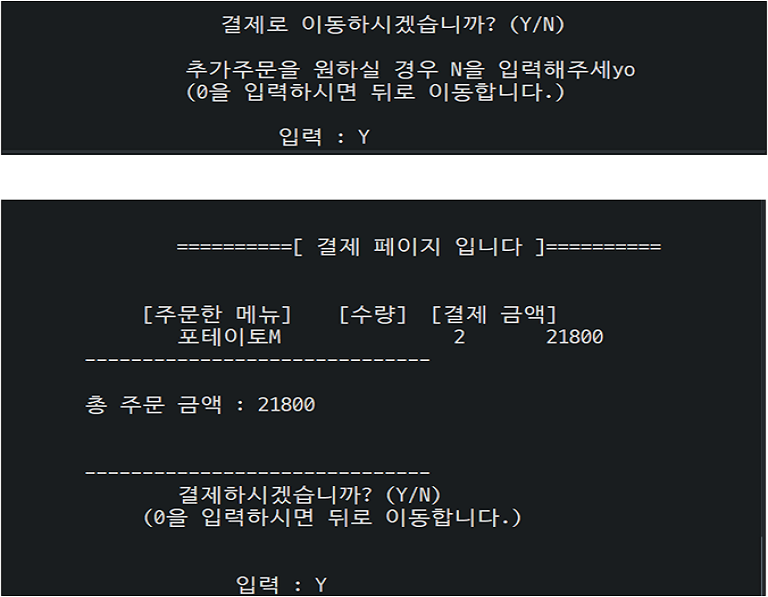 결제로 이동하시겠습니까? (Y/N)
추가주문을 원하실 경우 N을 입력해주세yo
(0을 입력하시면 뒤로 이동합니다.)
입력 : Y
==========[ 결제 페이지 입니다 ]==========
[주문한 메뉴] [수량] [결제 금액]
포테이토M 2 21800
------------------------------
총 주문 금액 : 21800
------------------------------
결제하시겠습니까? (Y/N)
(0을 입력하시면 뒤로 이동합니다.)
입력 : Y